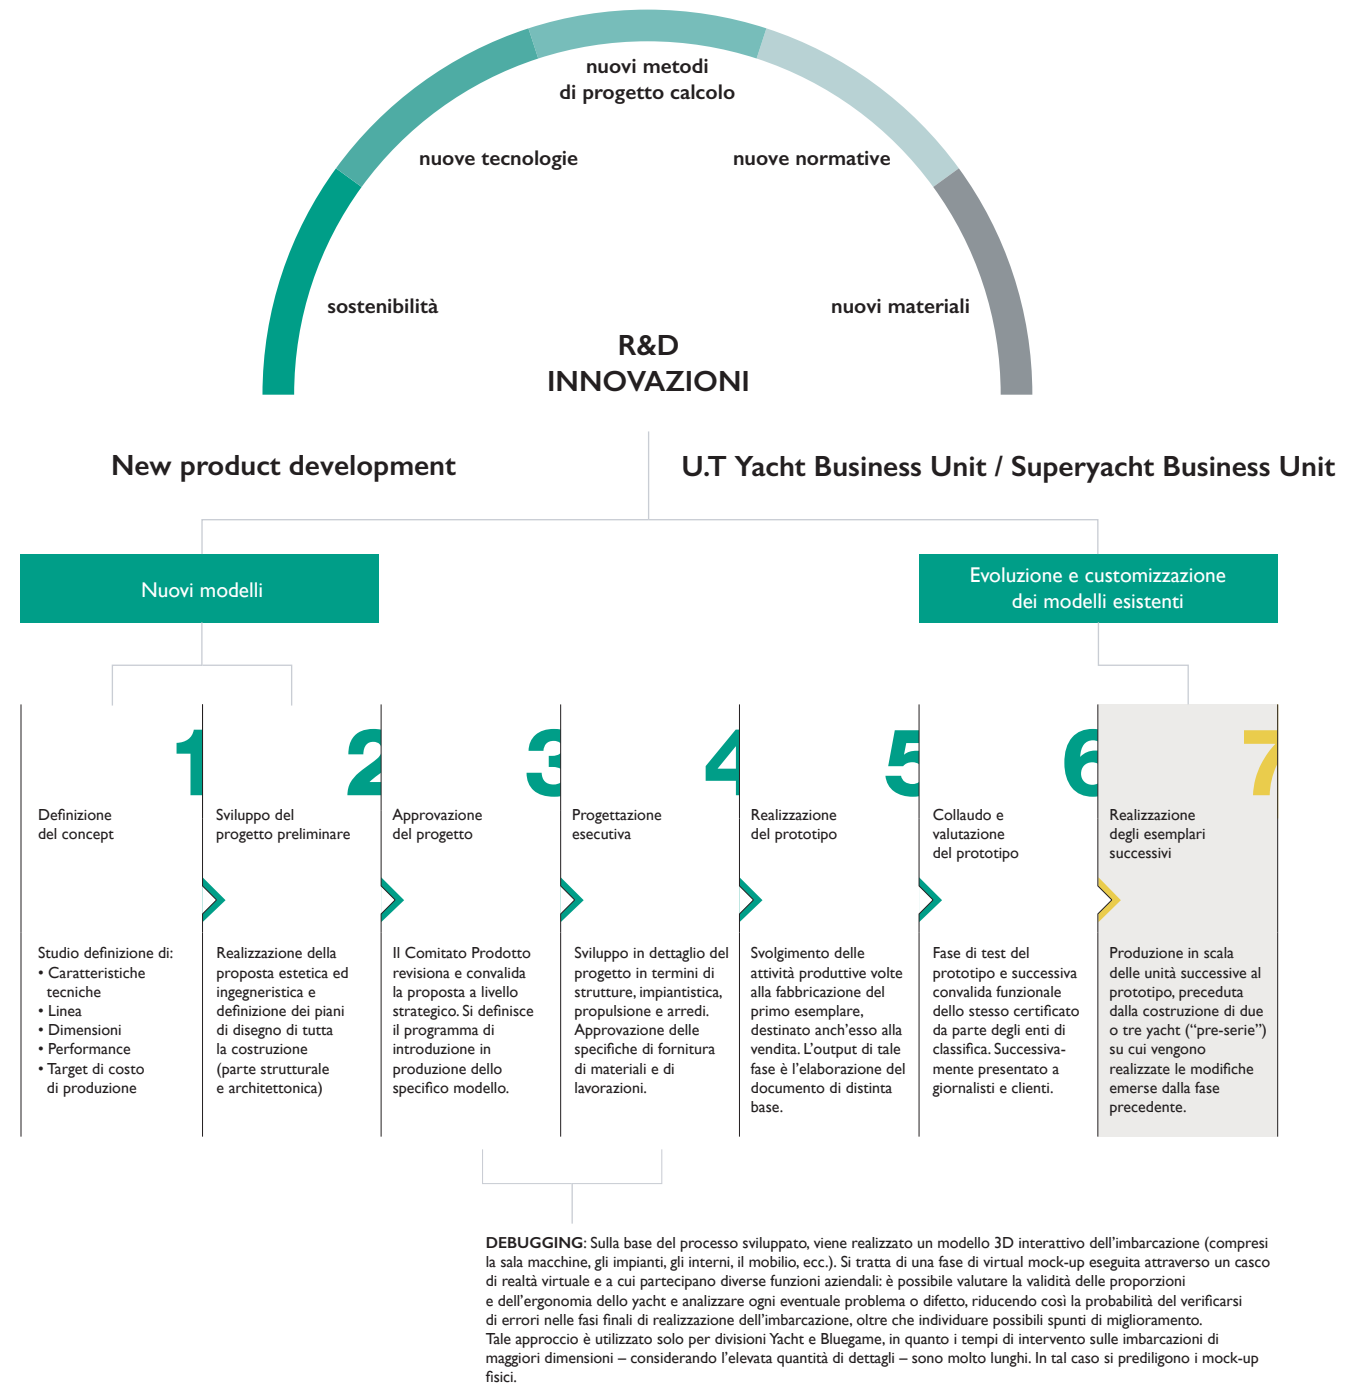 nuovi metodi
di progetto calcolo
nuove tecnologie
nuove normative
sostenibilità
nuovi materiali
R&D
INNOVAZIONI
New product development
U.T Yacht Business Unit / Superyacht Business Unit
Nuovi modelli
Evoluzione e customizzazione
dei modelli esistenti
1
Definizione
del concept
Studio definizione di:
• Caratteristiche
tecniche
• Linea
• Dimensioni
• Performance
• Target di costo
di produzione
2
Sviluppo del
progetto preliminare
Realizzazione della
proposta estetica ed
ingegneristica e
definizione dei piani
di disegno di tutta
la costruzione
(parte strutturale
e architettonica)
3
Approvazione
del progetto
Il Comitato Prodotto
revisiona e convalida
la proposta a livello
strategico. Si definisce
il programma di
introduzione in
produzione dello
specifico modello.
4
Progettazione
esecutiva
Sviluppo in dettaglio del
progetto in termini di
strutture, impiantistica,
propulsione e arredi.
Approvazione delle
specifiche di fornitura
di materiali e di
lavorazioni.
5
Realizzazione
del prototipo
Svolgimento delle
attività produttive volte
alla fabbricazione del
primo esemplare,
destinato anch'esso alla
vendita. L'output di tale
fase è l'elaborazione del
documento di distinta
base.
6
Collaudo e
valutazione
del prototipo
Fase di test del
prototipo e successiva
convalida funzionale
dello stesso certificato
da parte degli enti di
classifica. Successiva-
mente presentato a
giornalisti e clienti.
7
Realizzazione
degli esemplari
successivi
Produzione in scala
delle unità successive al
prototipo, preceduta
dalla costruzione di due
o tre yacht ("pre-serie")
su cui vengono
realizzate le modifiche
emerse dalla fase
precedente.
DEBUGGING: Sulla base del processo sviluppato, viene realizzato un modello 3D interattivo dell'imbarcazione (compresi
la sala macchine, gli impianti, gli interni, il mobilio, ecc.). Si tratta di una fase di virtual mock-up eseguita attraverso un casco
di realtà virtuale e a cui partecipano diverse funzioni aziendali: è possibile valutare la validità delle proporzioni
e dell'ergonomia dello yacht e analizzare ogni eventuale problema o difetto, riducendo così la probabilità del verificarsi
di errori nelle fasi finali di realizzazione dell'imbarcazione, oltre che individuare possibili spunti di miglioramento.
Tale approccio è utilizzato solo per divisioni Yacht e Bluegame, in quanto i tempi di intervento sulle imbarcazioni di
maggiori dimensioni – considerando l'elevata quantità di dettagli – sono molto lunghi. In tal caso si prediligono i mock-up
fisici.